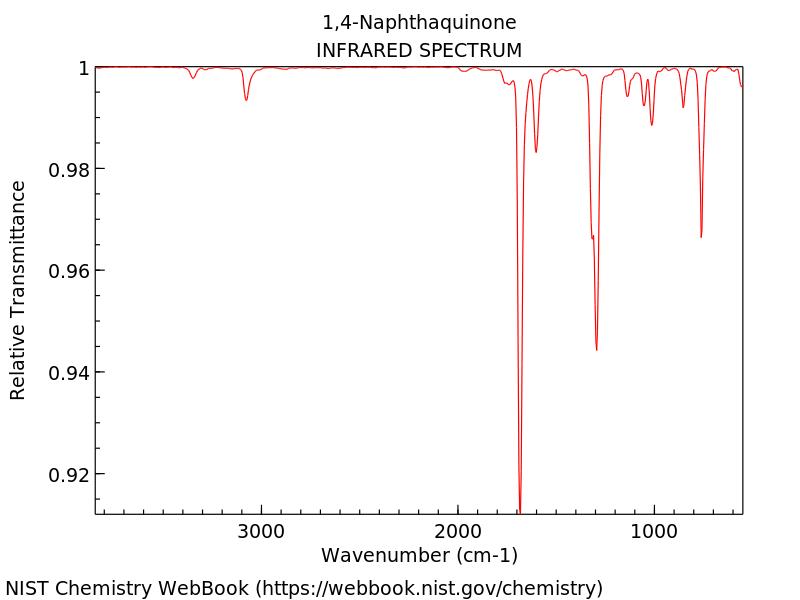 1,4-Naphthaquinone
INFRARED SPECTRUM
1
0.98
0.96
0.94
0.92
Relative Transmittance
3000 2000 1000
Wavenumber (cm-1)
NIST Chemistry WebBook (https://webbook.nist.gov/chemistry)